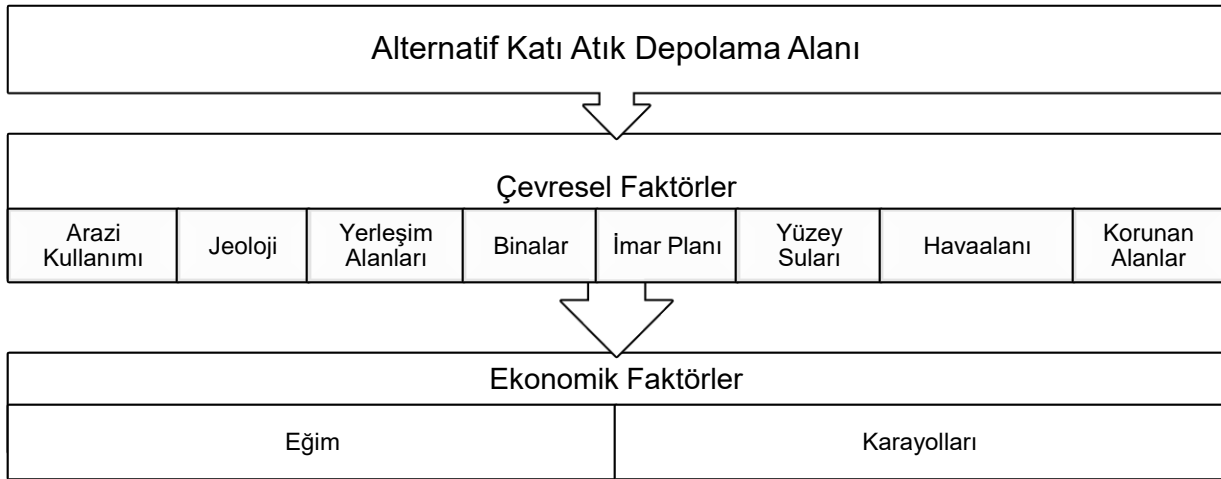 Alternatif Katı Atık Depolama Alanı
Çevresel Faktörler
Arazi
Kullanımı
Jeoloji
Yerleşim
Alanları
Binalar
İmar Planı
Yüzey
Suları
Havaalanı
Korunan
Alanlar
Ekonomik Faktörler
Eğim
Karayolları